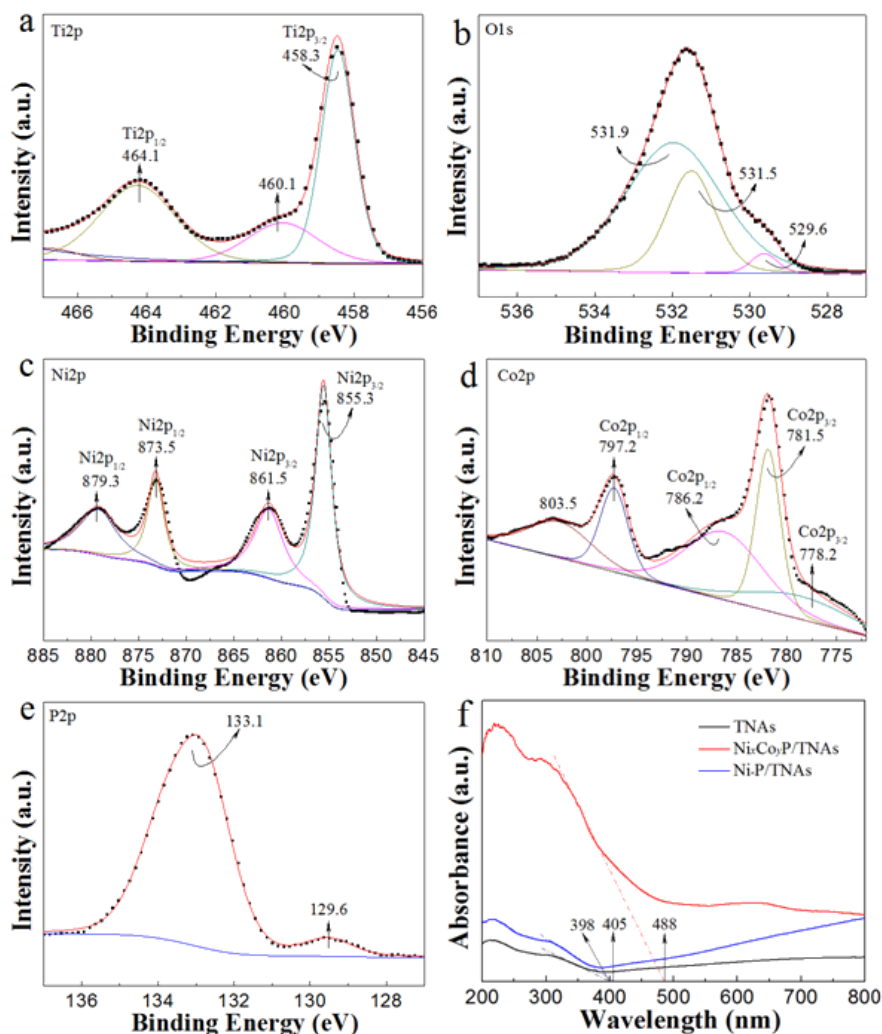 a
Ti2p
Ti2p3/2
458.3
Ti2p1/2
464.1
460.1
Intensity (a.u.)
466 464 462 460 458 456
Binding Energy (eV)
b
O1s
531.9
531.5
529.6
Intensity (a.u.)
536 534 532 530 528
Binding Energy (eV)
c
Ni2p
Ni2p3/2
855.3
Ni2p1/2
873.5
Ni2p1/2
879.3
Ni2p3/2
861.5
Intensity (a.u.)
885 880 875 870 865 860 855 850 845
Binding Energy (eV)
d
Co2p
Co2p3/2
781.5
Co2p1/2
797.2
Co2p1/2
786.2
803.5
Co2p3/2
778.2
Intensity (a.u.)
810 805 800 795 790 785 780 775
Binding Energy (eV)
e
P2p
133.1
129.6
Intensity (a.u.)
136 134 132 130 128
Binding Energy (eV)
f
TNAs
NixCoyP/TNAs
NixP/TNAs
398 405 488
Absorbance (a.u.)
200 300 400 500 600 700 800
Wavelength (nm)